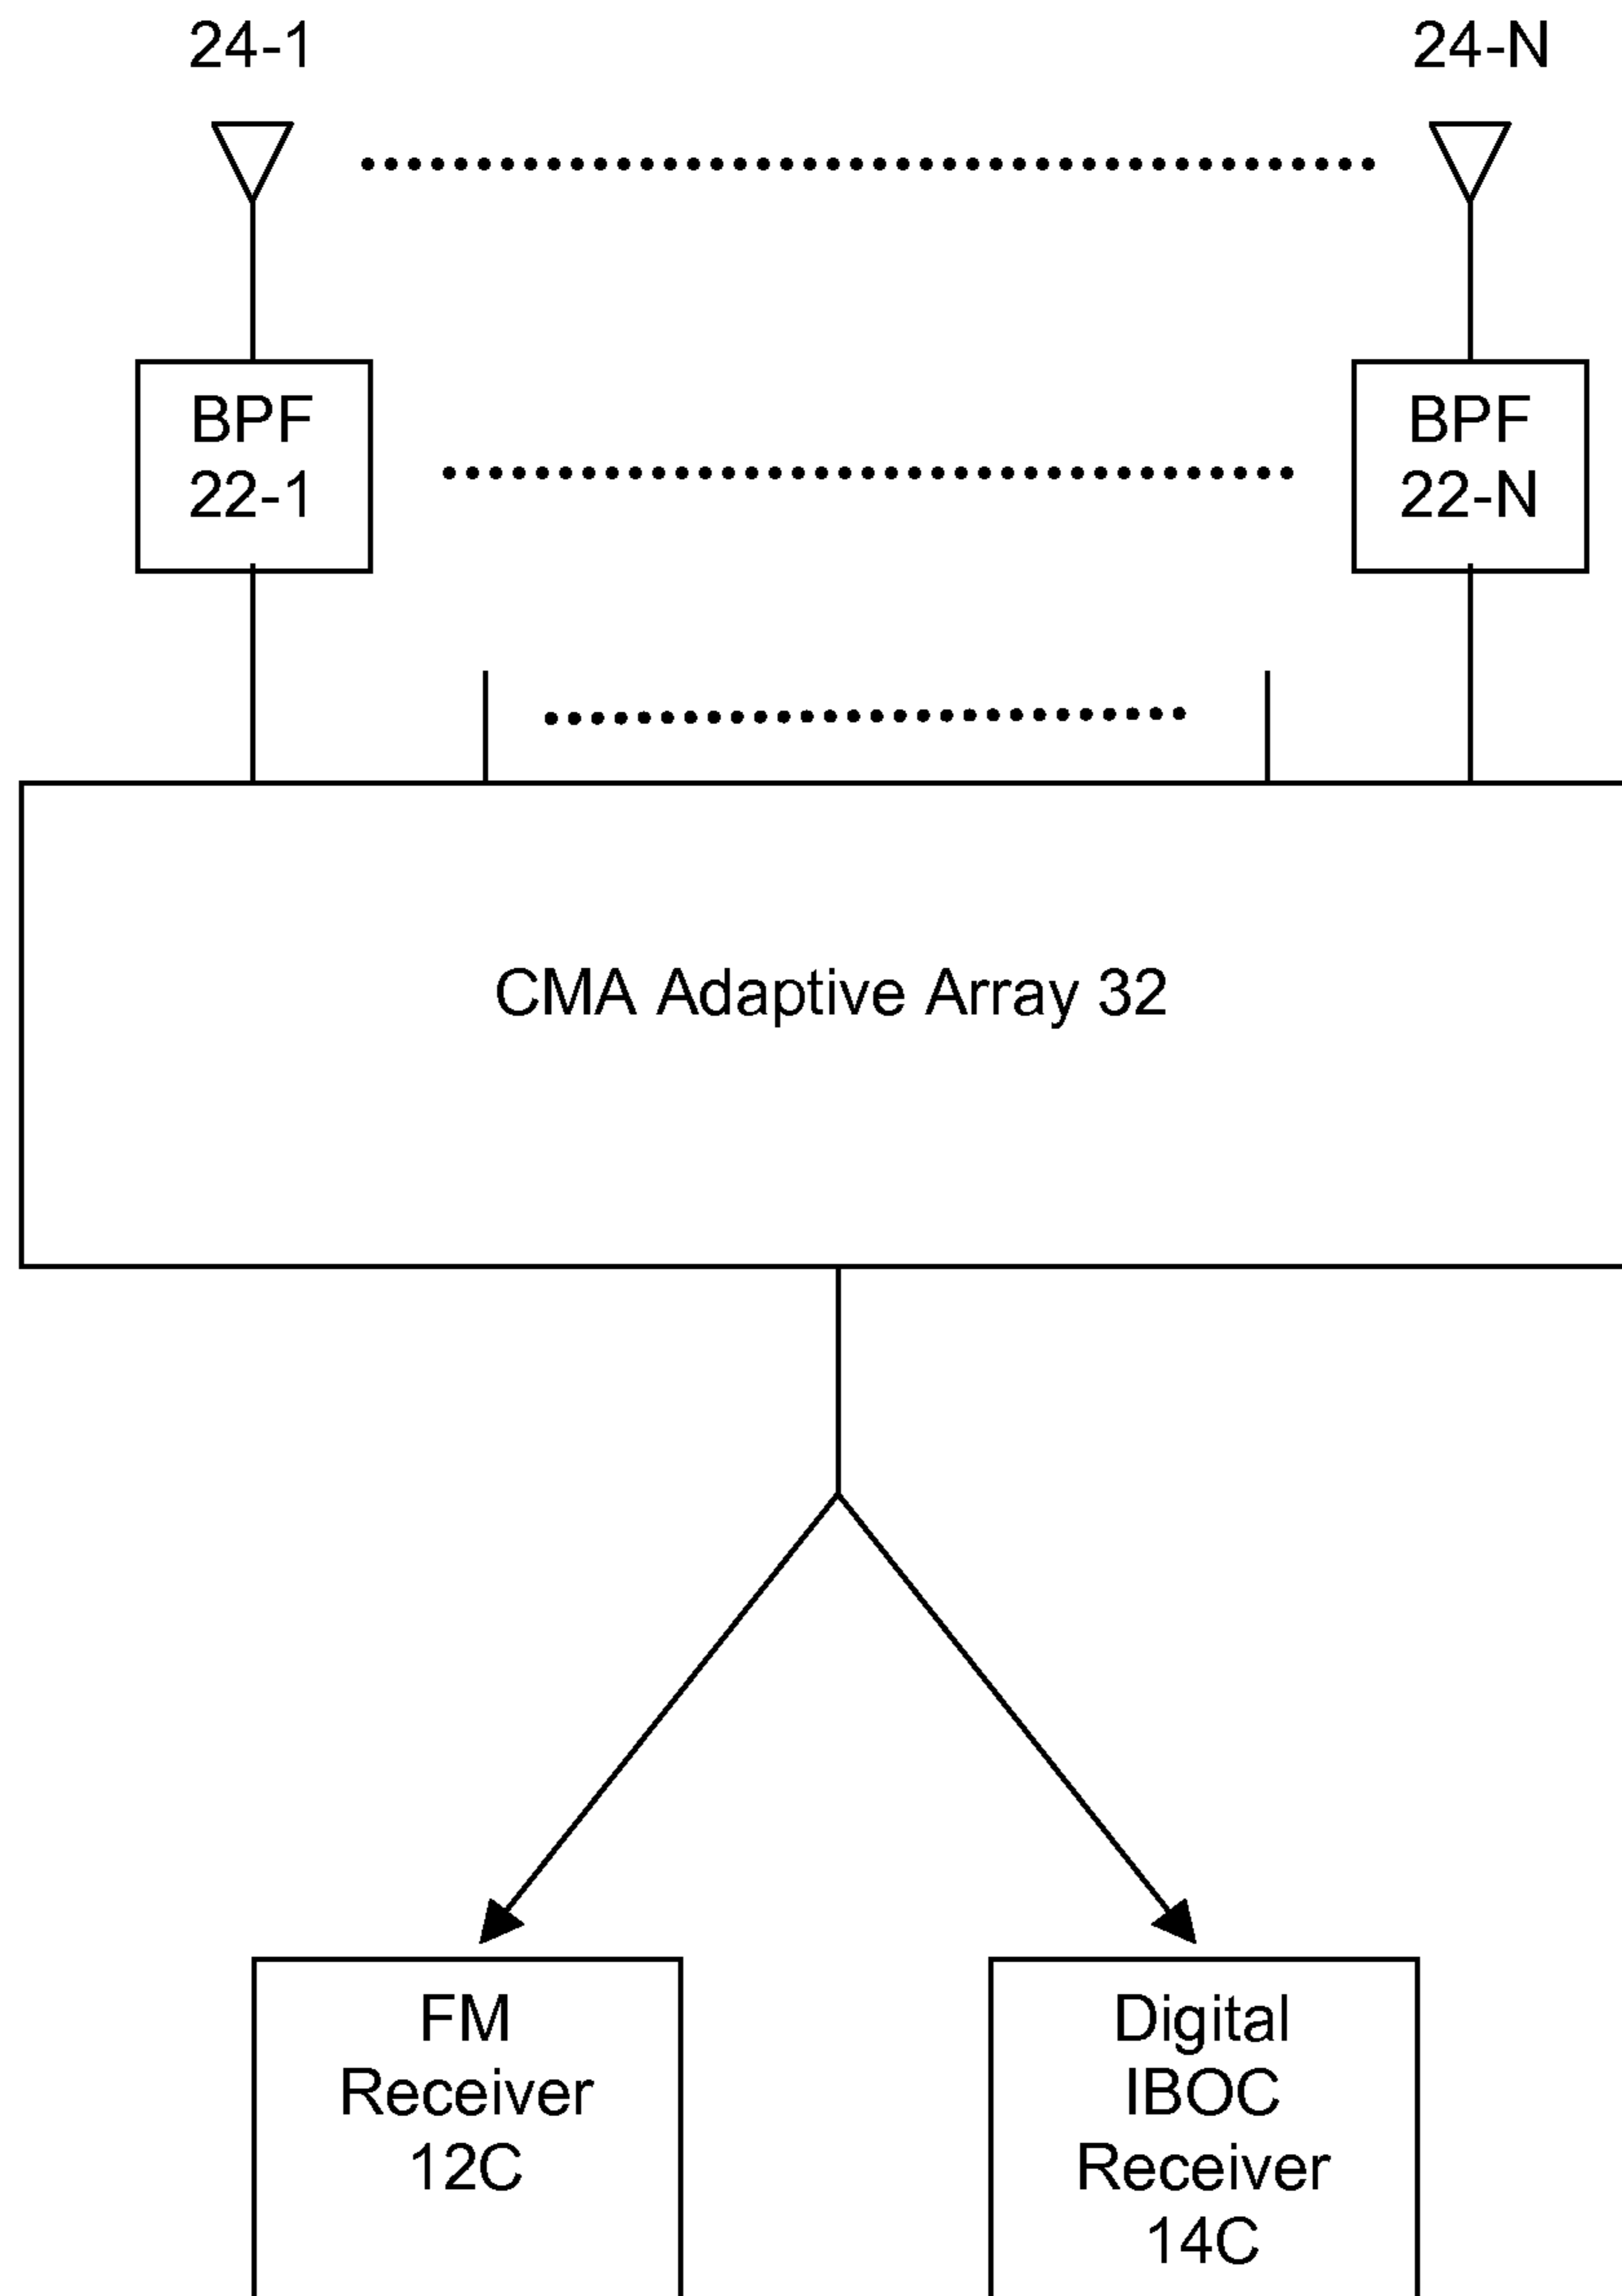 24-1
24-N
BPF
22-1
BPF
22-N
CMA Adaptive Array 32
FM
Receiver
12C
Digital
IBOC
Receiver
14C